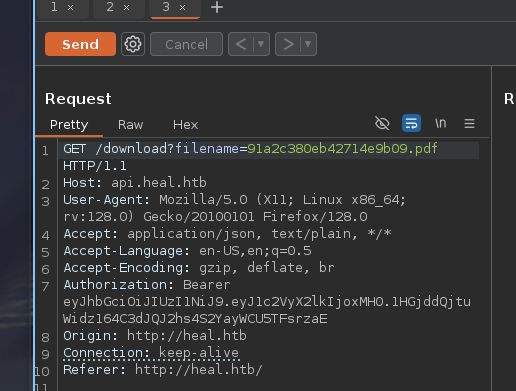 1 × 2 × 3 × +
Send Cancel < >
Request R
Pretty Raw Hex \n
1 GET /download?filename=91a2c380eb42714e9b09.pdf
HTTP/1.1
2 Host: api.heal.htb
3 User-Agent: Mozilla/5.0 (X11; Linux x86_64;
rv:128.0) Gecko/20100101 Firefox/128.0
4 Accept: application/json, text/plain, */*
5 Accept-Language: en-US,en;q=0.5
6 Accept-Encoding: gzip, deflate, br
7 Authorization: Bearer
eyJhbGciOiJIUzI1NiJ9.eyJ1c2VyX2lkIjoxMH0.1HGjddQjtu
Widz164C3dJQJ2hs4S2YayWCU5TFsrzaE
8 Origin: http://heal.htb
9 Connection: keep-alive
10 Referer: http://heal.htb/
11